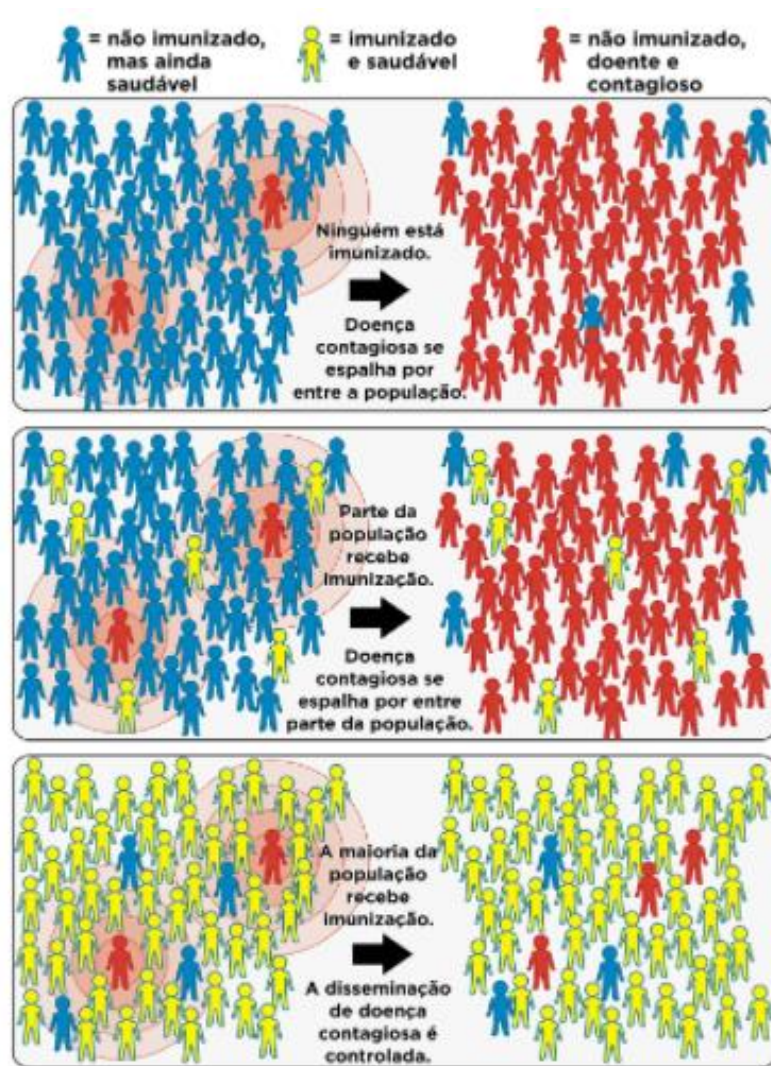 = não imunizado,
mas ainda
saudável
= imunizado
e saudável
= não imunizado,
doente e
contagioso
Ninguém está
imunizado.
Doença
contagiosa se
espalha por
entre a população.
Parte da
população
recebe
imunização.
Doença
contagiosa se
espalha por entre
parte da população.
A maioria da
população
recebe
imunização.
A disseminação
de doença
contagiosa é
controlada.